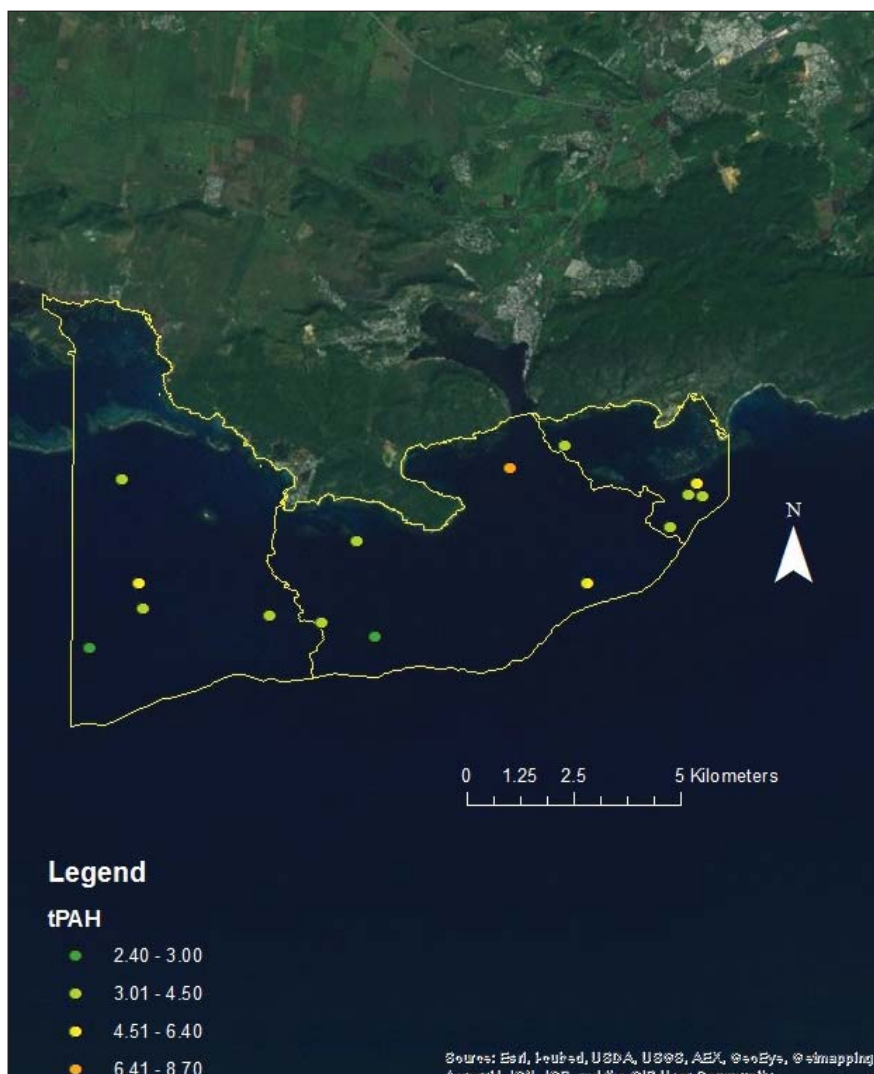 N
0 1.25 2.5 5 Kilometers
Legend
tPAH
2.40 - 3.00
3.01 - 4.50
4.51 - 6.40
6.41 - 8.70
Source: Esri, USDA, USGS, AEX, GeoEye,